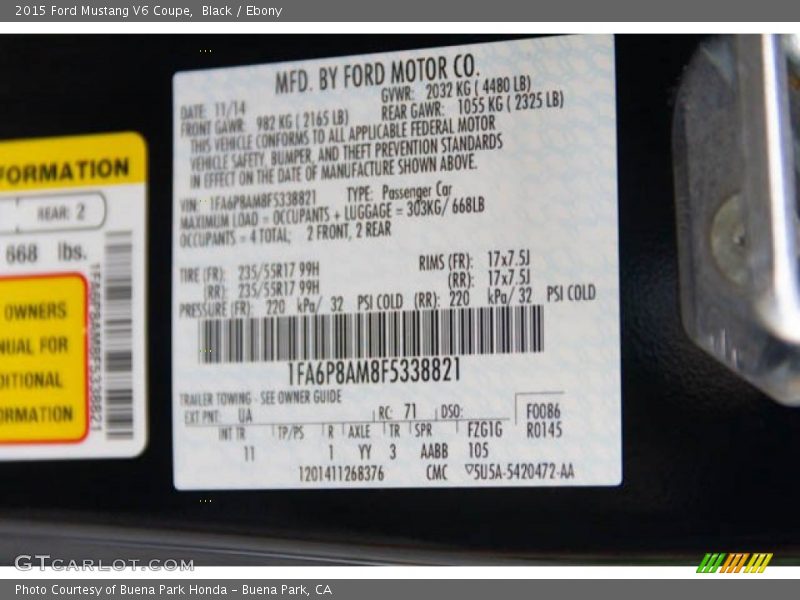 2015 Ford Mustang V6 Coupe, Black / Ebony
FORMATION
REAR: 2
668 lbs.
OWNERS
NUAL FOR
DITIONAL
ORMATION
1FA6P8AM8F5338821
MFD. BY FORD MOTOR CO.
DATE: 11/14 GVWR: 2032 KG ( 4480 LB)
FRONT GAWR: 982 KG ( 2165 LB) REAR GAWR: 1055 KG ( 2325 LB)
THIS VEHICLE CONFORMS TO ALL APPLICABLE FEDERAL MOTOR
VEHICLE SAFETY, BUMPER, AND THEFT PREVENTION STANDARDS
IN EFFECT ON THE DATE OF MANUFACTURE SHOWN ABOVE.
VIN: 1FA6P8AM8F5338821 TYPE: Passenger Car
MAXIMUM LOAD = OCCUPANTS + LUGGAGE = 303KG/ 668LB
OCCUPANTS = 4 TOTAL; 2 FRONT, 2 REAR
TIRE (FR): 235/55R17 99H RIMS (FR): 17x7.5J
(RR): 235/55R17 99H (RR): 17x7.5J
PRESSURE (FR): 220 kPa/ 32 PSI COLD (RR): 220 kPa/ 32 PSI COLD
1FA6P8AM8F5338821
TRAILER TOWING - SEE OWNER GUIDE
EXT PNT: UA RC: 71 DSO: F0086
INT TR TP/PS R AXLE TR SPR FZG1G R0145
11 1 YY 3 AABB 105
1201411268376 CMC 5U5A-5420472-AA
GTCARLOT.COM
Photo Courtesy of Buena Park Honda - Buena Park, CA